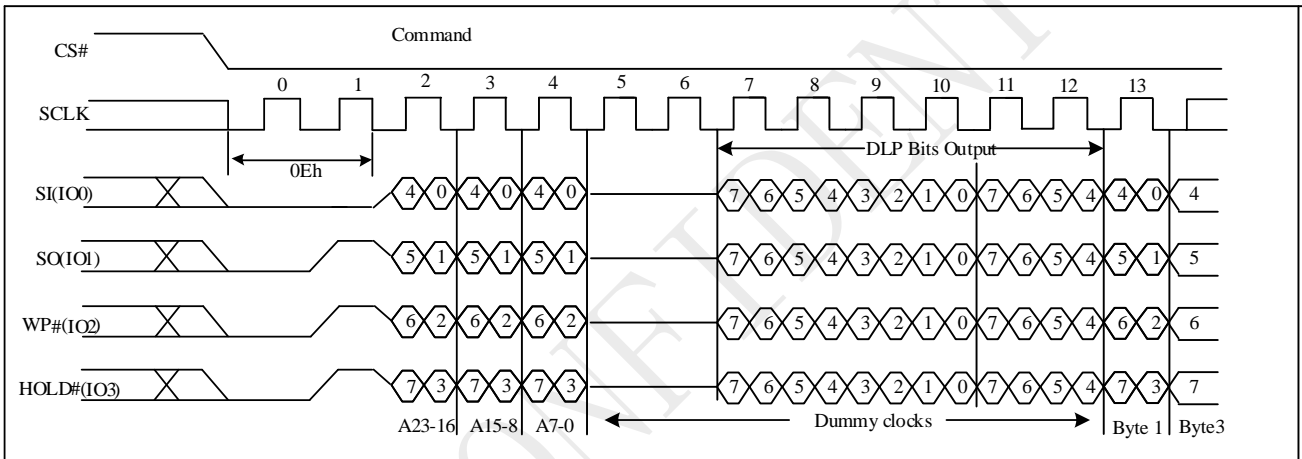 Command
CS#
0 1 2 3 4 5 6 7 8 9 10 11 12 13
SCLK
0Eh
DLP Bits Output
SI(IO0) 4 0 4 0 4 0 7 6 5 4 3 2 1 0 7 6 5 4 4 0 4
SO(IO1) 5 1 5 1 5 1 7 6 5 4 3 2 1 0 7 6 5 4 5 1 5
WP#(IO2) 6 2 6 2 6 2 7 6 5 4 3 2 1 0 7 6 5 4 6 2 6
HOLD#(IO3) 7 3 7 3 7 3 7 6 5 4 3 2 1 0 7 6 5 4 7 3 7
A23-16 A15-8 A7-0 Dummy clocks Byte 1 Byte3
ONFIDENT